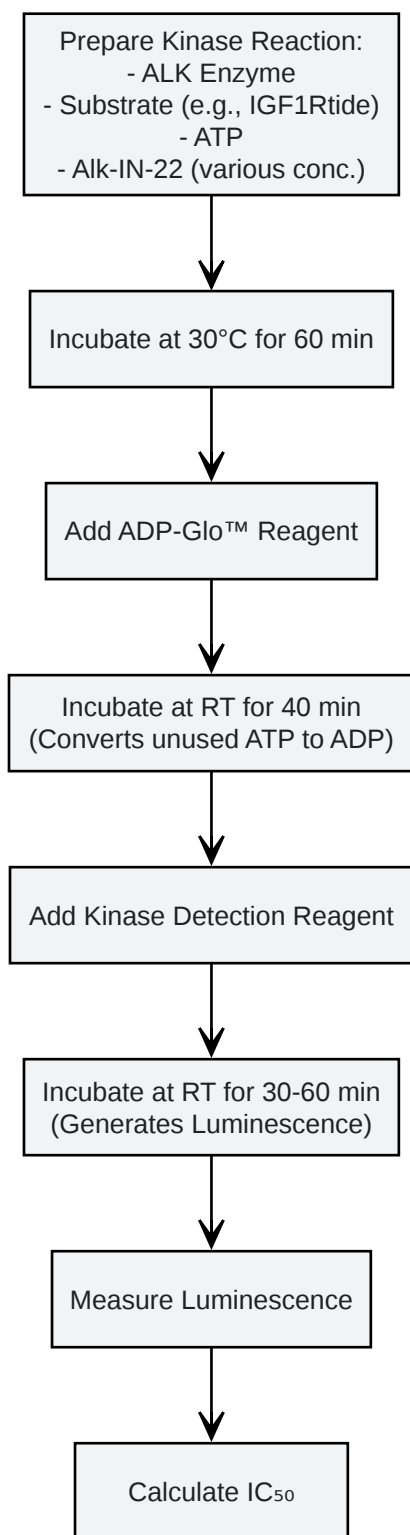 Prepare Kinase Reaction:
- ALK Enzyme
- Substrate (e.g., IGF1Rtide)
- ATP
- Alk-IN-22 (various conc.)
Incubate at 30°C for 60 min
Add ADP-Glo™ Reagent
Incubate at RT for 40 min
(Converts unused ATP to ADP)
Add Kinase Detection Reagent
Incubate at RT for 30-60 min
(Generates Luminescence)
Measure Luminescence
Calculate IC₅₀